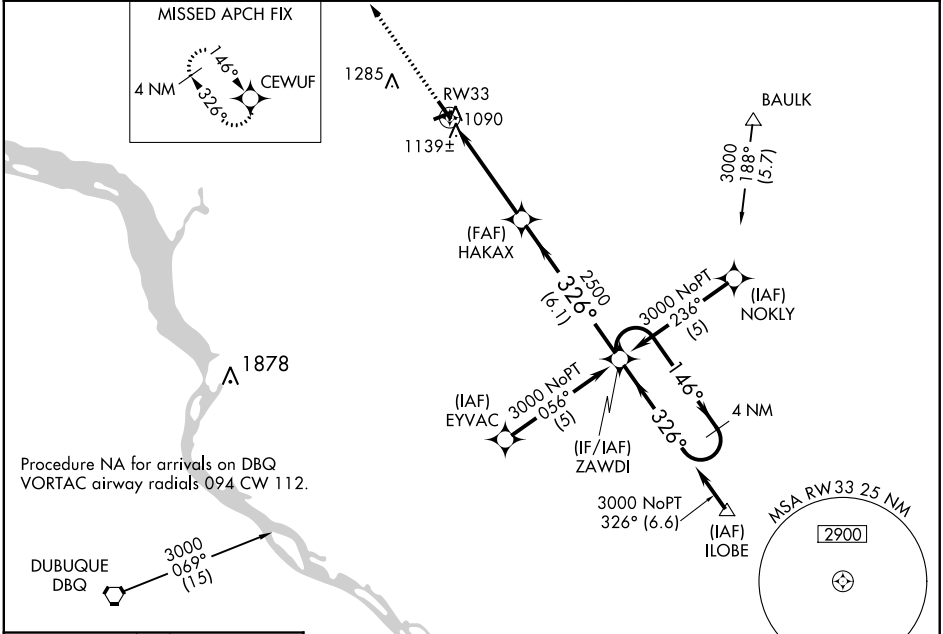 MISSED APCH FIX
146°
CEWUF
4 NM
326°
1285
RW33
1090
1139±
BAULK
3000
188°
(5.7)
(FAF)
HAKAX
2500
326°
(6.1)
3000 NoPT
236°
(5)
(IAF)
NOKLY
1878
(IAF)
EYVAC
3000 NoPT
056°
(5)
146°
326°
4 NM
(IF/IAF)
ZAWDI
Procedure NA for arrivals on DBQ
VORTAC airway radials 094 CW 112.
3000 NoPT
326° (6.6)
(IAF)
ILOBE
MSA RW33 25 NM
2900
DUBUQUE
DBQ
3000
069°
(15)